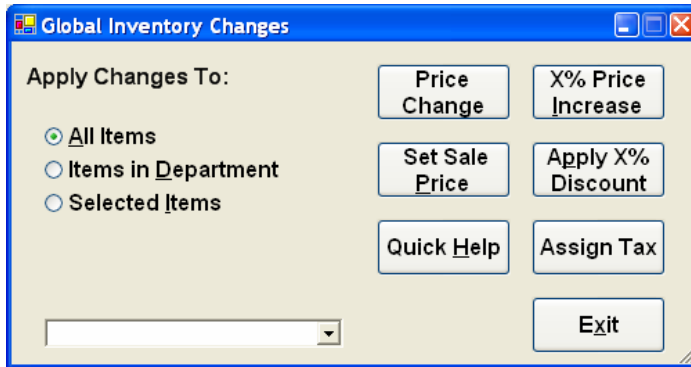 Global Inventory Changes
Apply Changes To:
All Items
Items in Department
Selected Items
Price
Change
X% Price
Increase
Set Sale
Price
Apply X%
Discount
Quick Help
Assign Tax
Exit